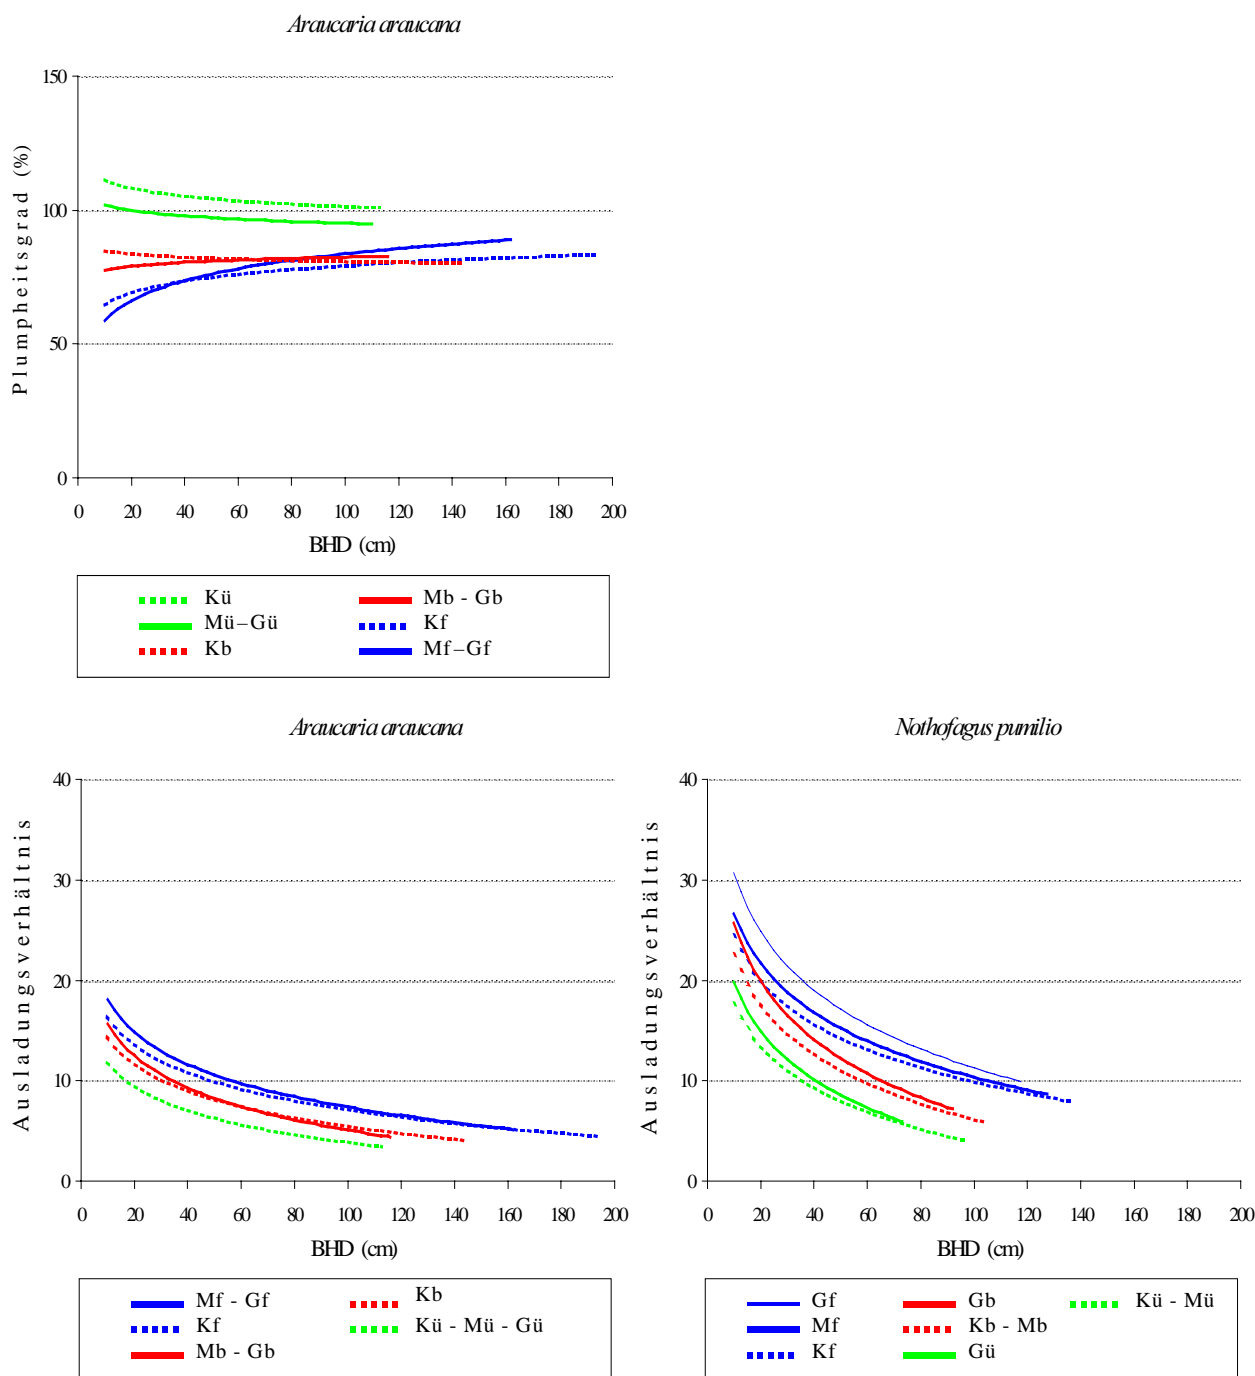 Araucaria araucana
Plumpheitsgrad (%)
150
100
50
0
0 20 40 60 80 100 120 140 160 180 200
BHD (cm)
Kü
Mü–Gü
Kb
Mb - Gb
Kf
Mf–Gf
Araucaria araucana
Ausladungsverhältnis
40
30
20
10
0
0 20 40 60 80 100 120 140 160 180 200
BHD (cm)
Mf - Gf
Kf
Mb - Gb
Kb
Kü - Mü - Gü
Nothofagus pumilio
Ausladungsverhältnis
40
30
20
10
0
0 20 40 60 80 100 120 140 160 180 200
BHD (cm)
Gf
Mf
Kf
Gb
Kb - Mb
Gü
Kü - Mü